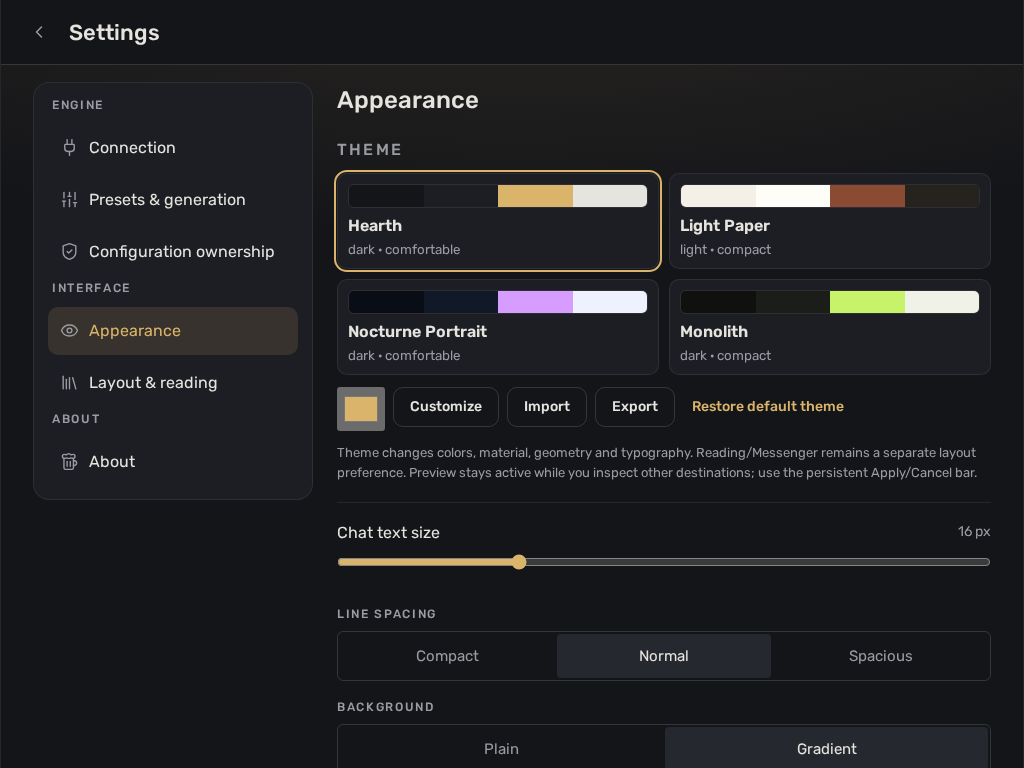 Settings
ENGINE
Connection
Presets & generation
Configuration ownership
INTERFACE
Appearance
Layout & reading
ABOUT
About
Appearance
THEME
Hearth
dark • comfortable
Light Paper
light • compact
Nocturne Portrait
dark • comfortable
Monolith
dark • compact
Customize
Import
Export
Restore default theme
Theme changes colors, material, geometry and typography. Reading/Messenger remains a separate layout
preference. Preview stays active while you inspect other destinations; use the persistent Apply/Cancel bar.
Chat text size
16 px
LINE SPACING
Compact
Normal
Spacious
BACKGROUND
Plain
Gradient